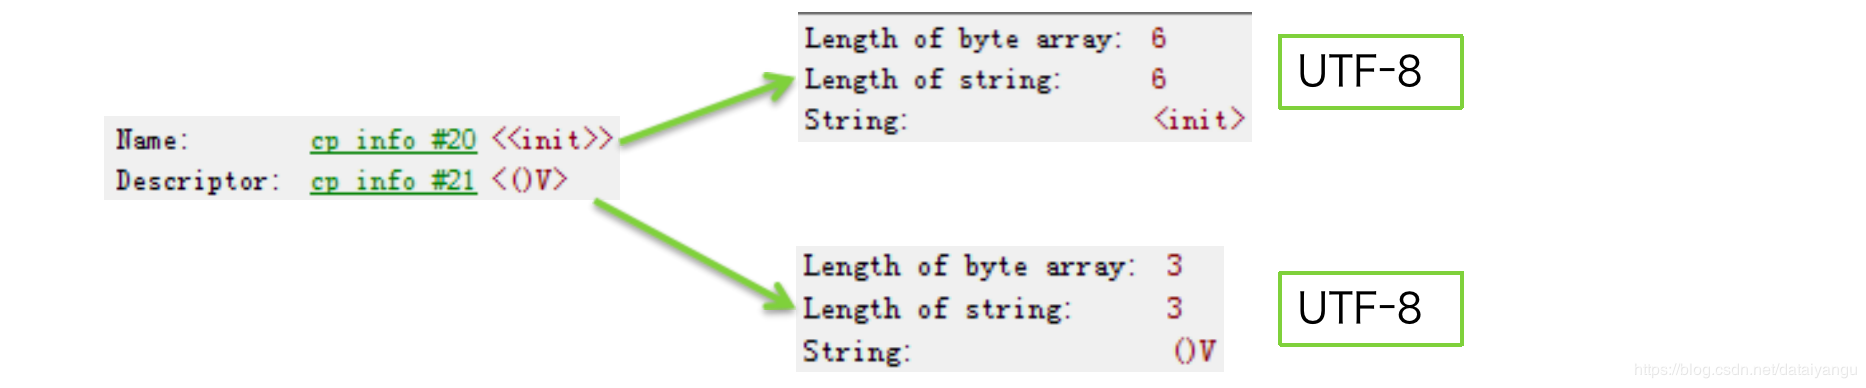 Name: cp info #20 <<init>>
Descriptor: cp info #21 <()V>
Length of byte array: 6
Length of string: 6
String: <init>
UTF-8
Length of byte array: 3
Length of string: 3
String: ()V
UTF-8
https://blog.csdn.net/dataiyangu